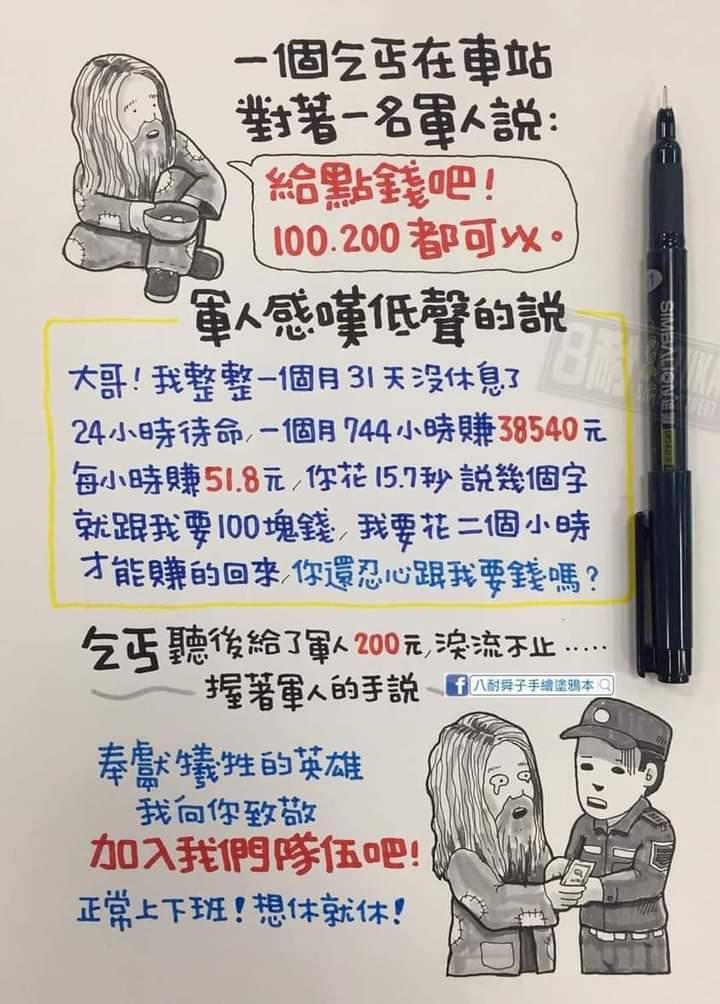 一個乞丐在車站
對著一名軍人說:
給點錢吧!
100.200都可以。
軍人感嘆低聲的說
大哥!我整整一個月31天沒休息了
24小時待命,一個月744小時賺38540元
每小時賺51.8元,你花15.7秒說幾個字
就跟我要100塊錢,我要花二個小時
才能賺的回來,你還忍心跟我要錢嗎?
乞丐聽後給了軍人200元,淚流不止.....
握著軍人的手說
f 八耐舜子手繪塗鴉本
奉獻犧牲的英雄
我向你致敬
加入我們隊伍吧!
正常上下班!想休就休!
SIMBALION